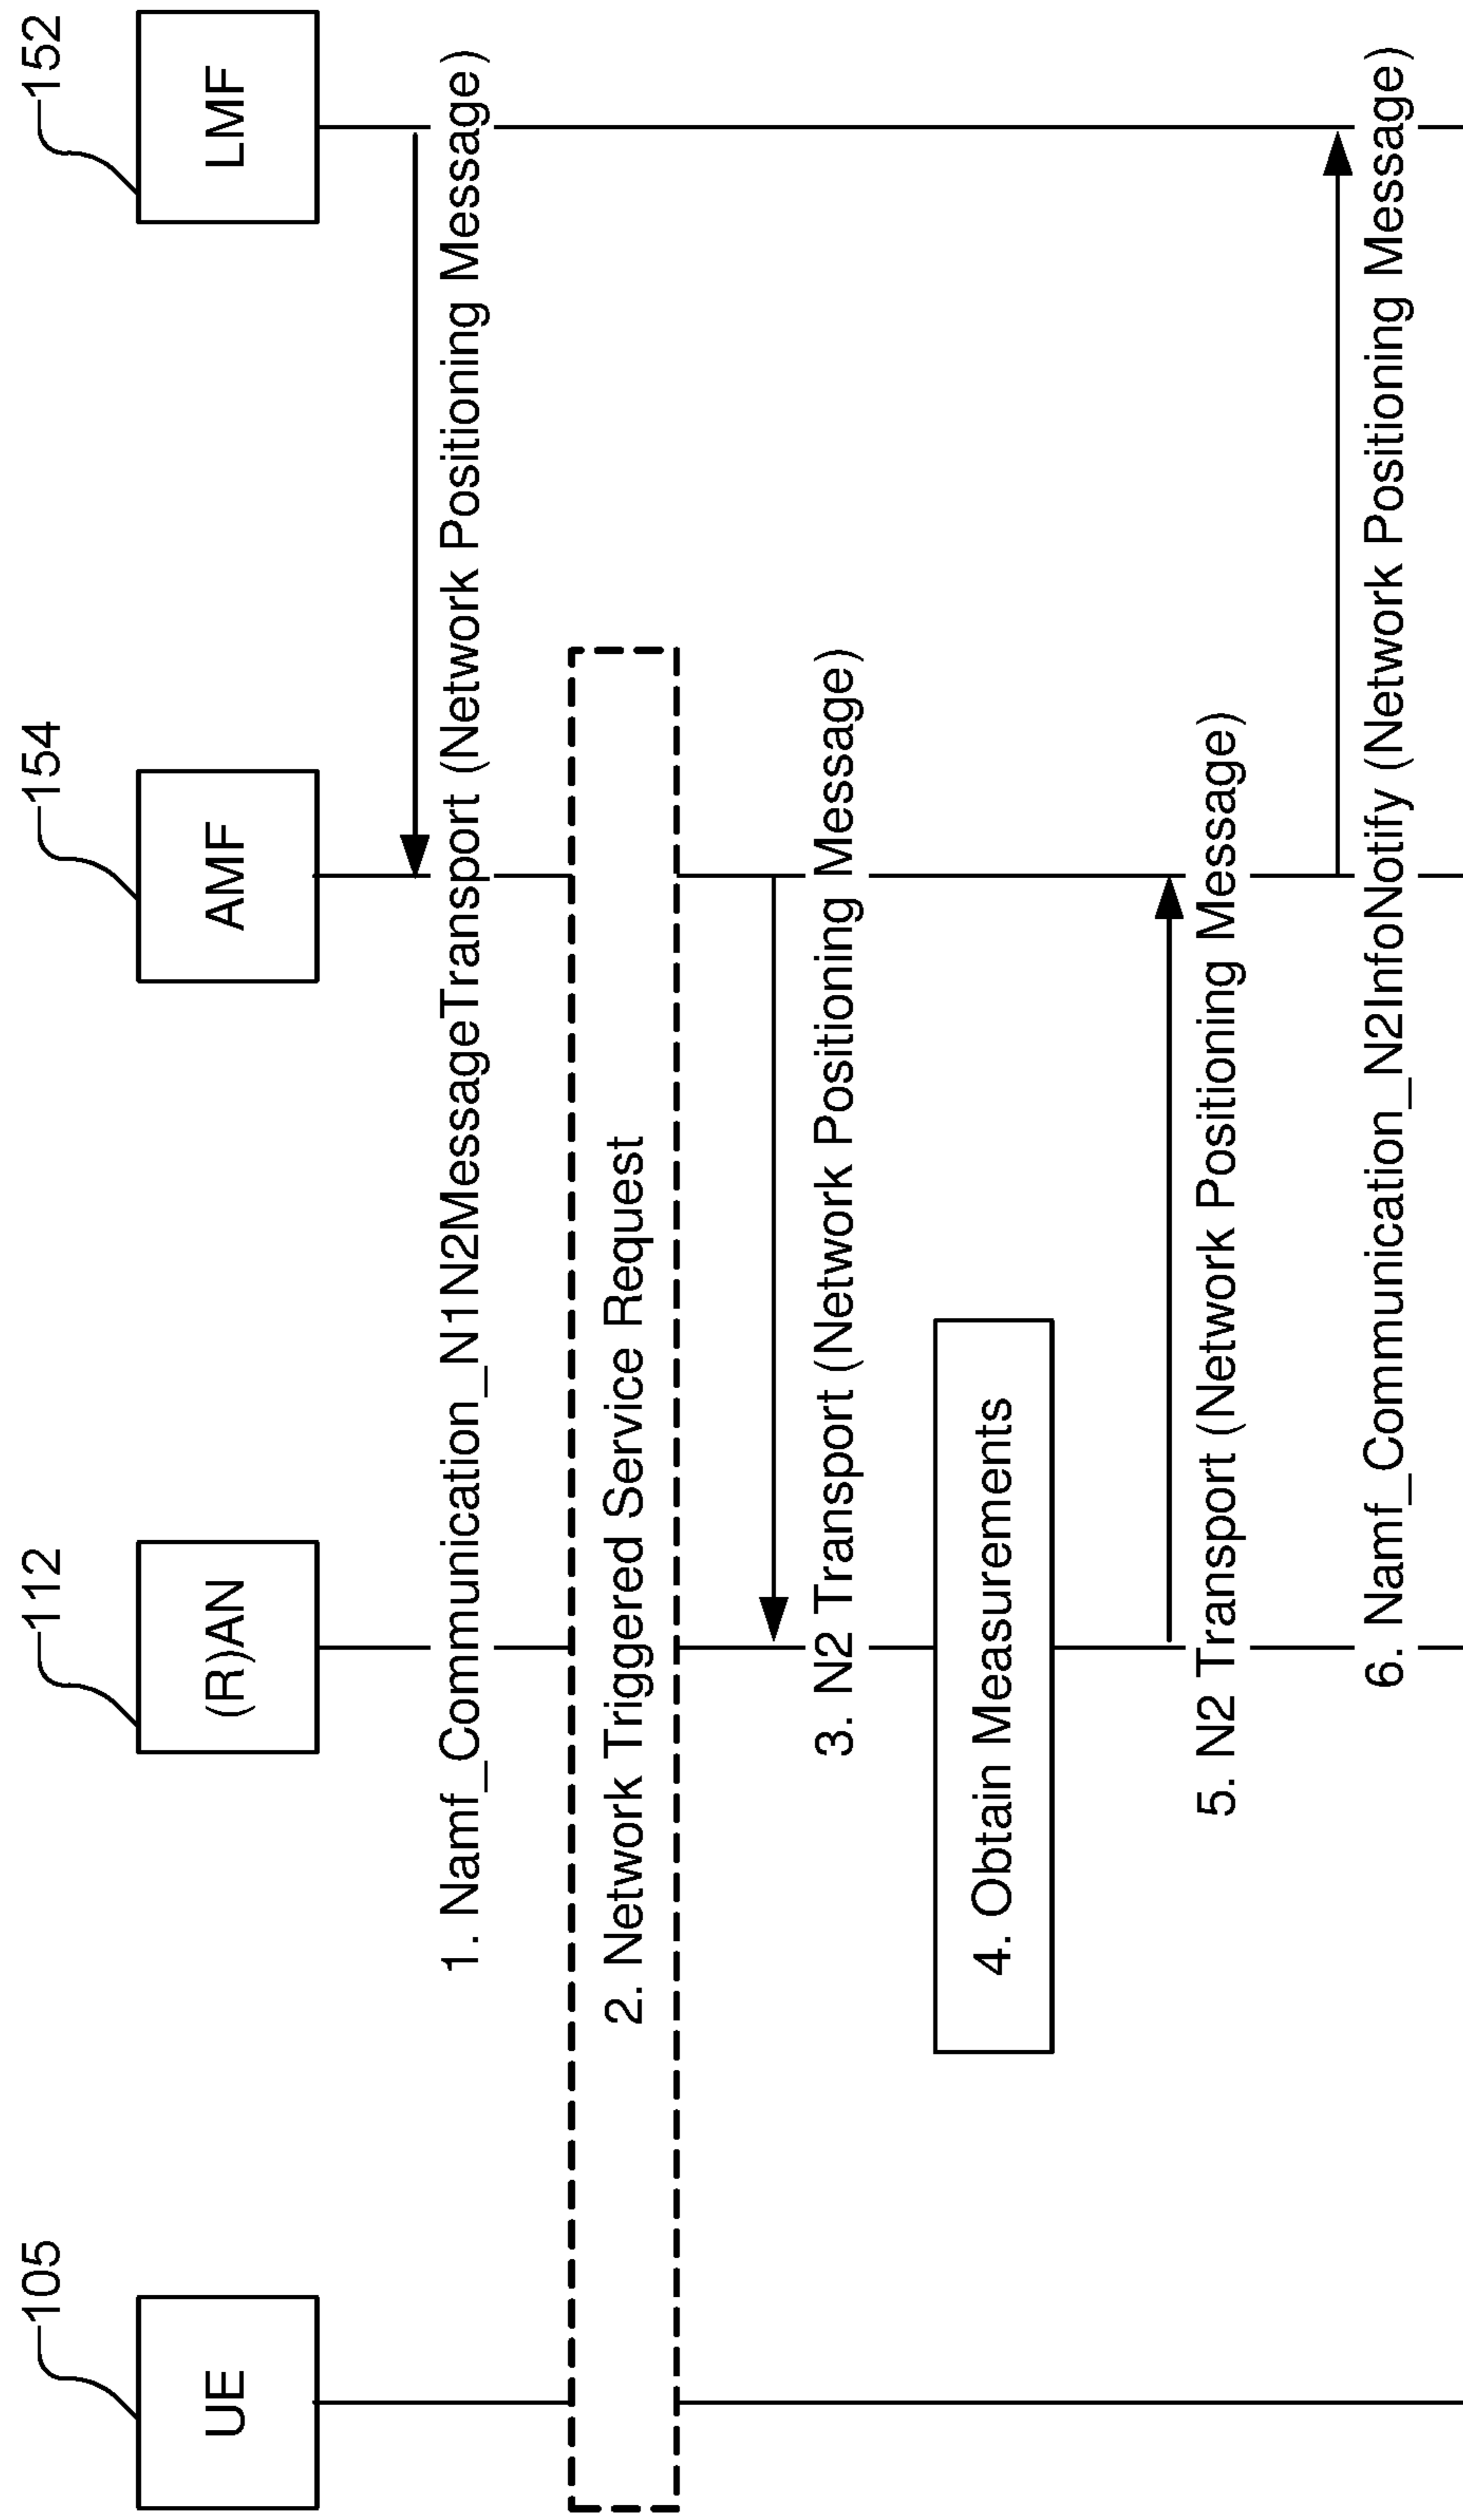 105
112
154
152
UE
(R)AN
AMF
LMF
1. Namf_Communication_N1N2MessageTransport (Network Positioning Message)
2. Network Triggered Service Request
3. N2 Transport (Network Positioning Message)
4. Obtain Measurements
5. N2 Transport (Network Positioning Message)
6. Namf_Communication_N2InfoNotify (Network Positioning Message)